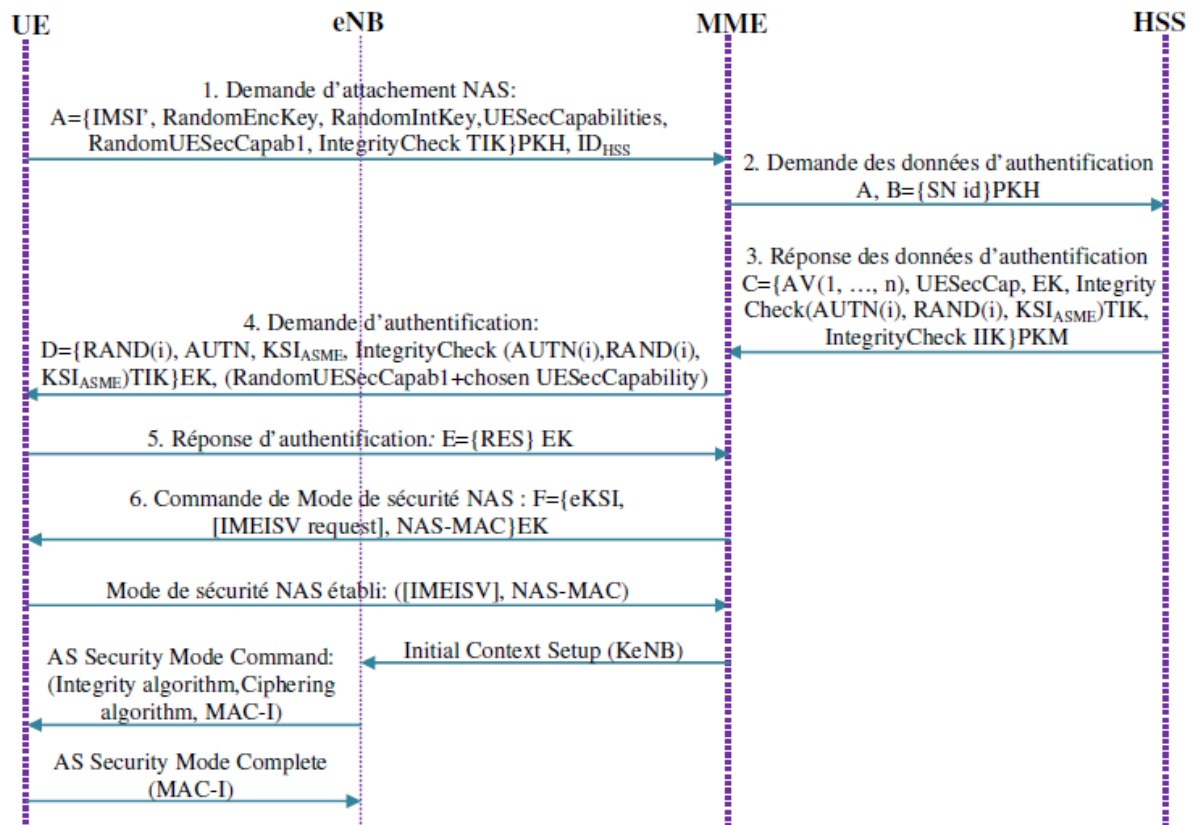 UE
eNB
MME
HSS
1. Demande d'attachement NAS:
A={IMSI', RandomEncKey, RandomIntKey,UESecCapabilities,
RandomUESecCapab1, IntegrityCheck TIK}PKH, ID_HSS
2. Demande des données d'authentification
A, B={SN id}PKH
3. Réponse des données d'authentification
C={AV(1, …, n), UESecCap, EK, Integrity
Check(AUTN(i), RAND(i), KSI_ASME)TIK,
IntegrityCheck IIK}PKM
4. Demande d'authentification:
D={RAND(i), AUTN, KSI_ASME, IntegrityCheck (AUTN(i),RAND(i),
KSI_ASME)TIK}EK, (RandomUESecCapab1+chosen UESecCapability)
5. Réponse d'authentification: E={RES} EK
6. Commande de Mode de sécurité NAS : F={eKSI,
[IMEISV request], NAS-MAC}EK
Mode de sécurité NAS établi: ([IMEISV], NAS-MAC)
Initial Context Setup (KeNB)
AS Security Mode Command:
(Integrity algorithm,Ciphering
algorithm, MAC-I)
AS Security Mode Complete
(MAC-I)